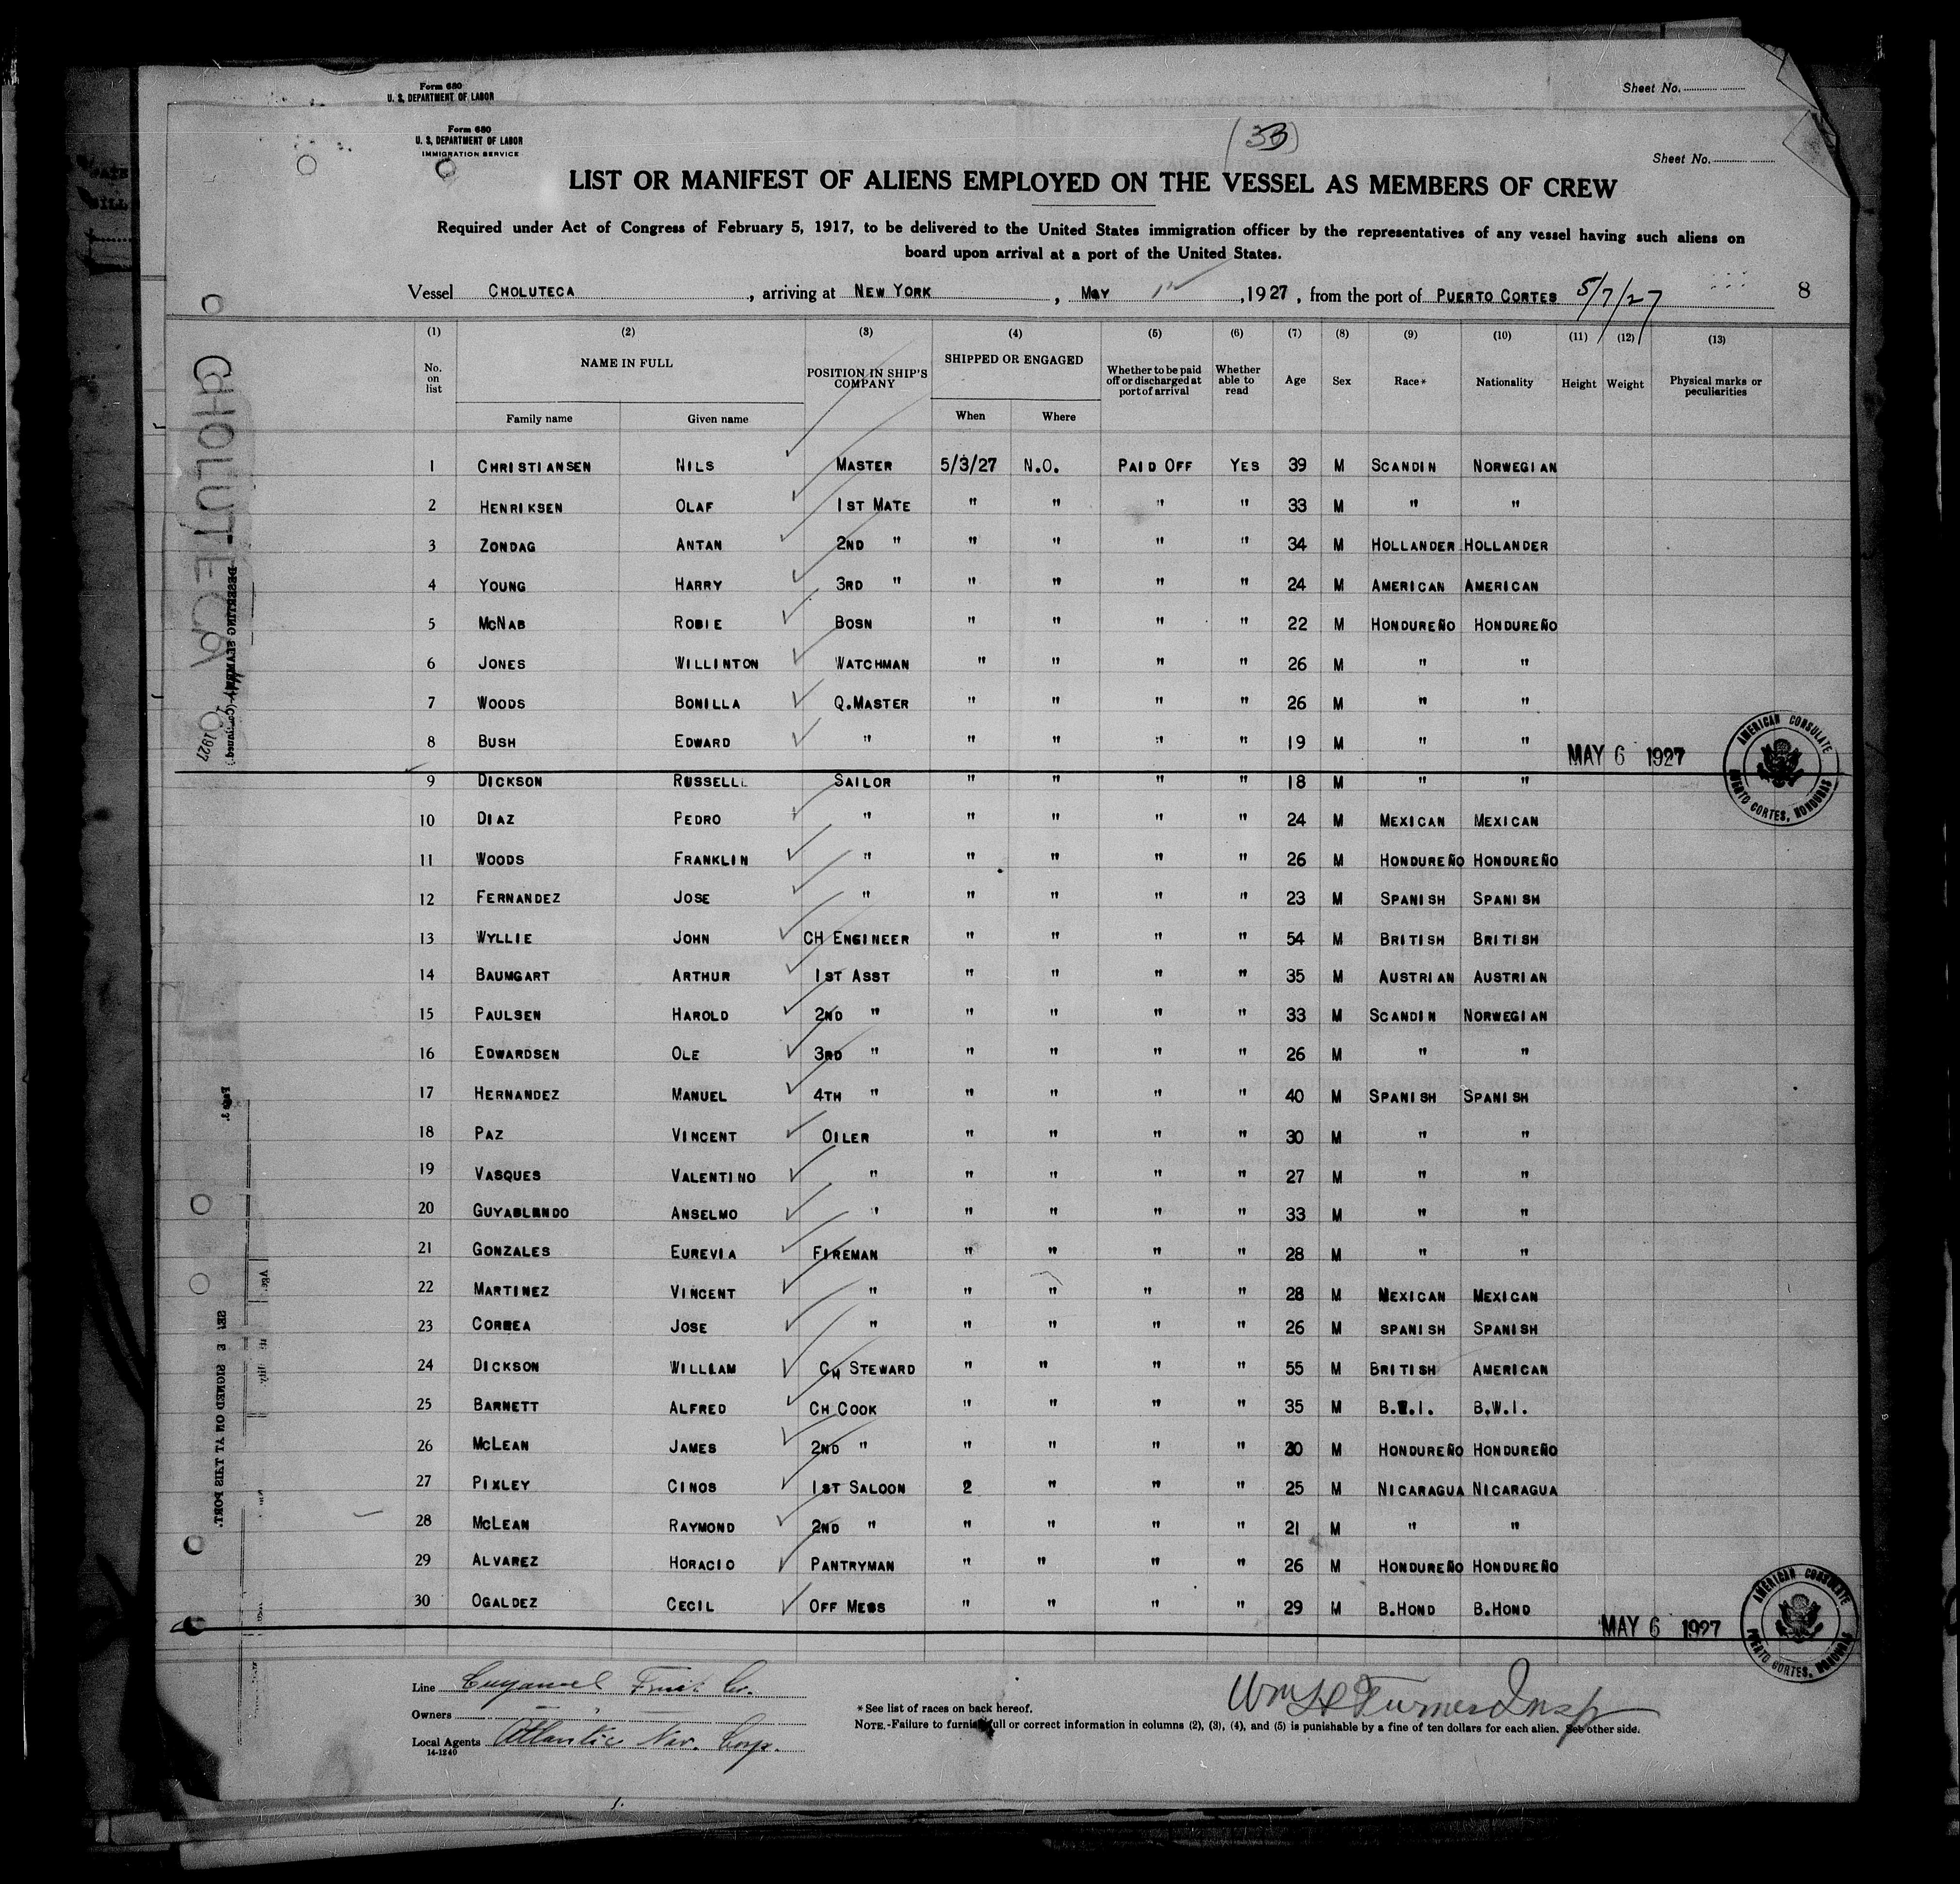 Form 680
U. S. DEPARTMENT OF LABOR
Sheet No.
Form 680
U. S. DEPARTMENT OF LABOR
IMMIGRATION SERVICE
Sheet No.
LIST OR MANIFEST OF ALIENS EMPLOYED ON THE VESSEL AS MEMBERS OF CREW
Required under Act of Congress of February 5, 1917, to be delivered to the United States immigration officer by the representatives of any vessel having such aliens on
board upon arrival at a port of the United States.
Vessel CHOLUTECA, arriving at NEW YORK, MAY, 1927, from the port of PUERTO CORTES 5/7/27 8
(1) (2) (3) (4) (5) (6) (7) (8) (9) (10) (11) (12) (13)
No. on list NAME IN FULL Family name Given name POSITION IN SHIP'S COMPANY SHIPPED OR ENGAGED When Where Whether to be paid off or discharged at port of arrival Whether able to read Age Sex Race* Nationality Height Weight Physical marks or peculiarities
1 CHRISTIANSEN NILS MASTER 5/3/27 N.O. PAID OFF YES 39 M SCANDIN NORWEGIAN
2 HENRIKSEN OLAF 1ST MATE " " " " 33 M " "
3 ZONDAG ANTAN 2ND " " " " " 34 M HOLLANDER HOLLANDER
4 YOUNG HARRY 3RD " " " " " 24 M AMERICAN AMERICAN
5 MCNAB ROBIE BOSN " " " " 22 M HONDUREÑO HONDUREÑO
6 JONES WILLINTON WATCHMAN " " " " 26 M " "
7 WOODS BONILLA Q.MASTER " " " " 26 M " "
8 BUSH EDWARD " " " " " 19 M " "
MAY 6 1927
AMERICAN CONSULATE PUERTO CORTES, HONDURAS
9 DICKSON RUSSELL SAILOR " " " " 18 M " "
10 DIAZ PEDRO " " " " " 24 M MEXICAN MEXICAN
11 WOODS FRANKLIN " " " " " 26 M HONDUREÑO HONDUREÑO
12 FERNANDEZ JOSE " " " " " 23 M SPANISH SPANISH
13 WYLLIE JOHN CH ENGINEER " " " " 54 M BRITISH BRITISH
14 BAUMGART ARTHUR 1ST ASST " " " " 35 M AUSTRIAN AUSTRIAN
15 PAULSEN HAROLD 2ND " " " " " 33 M SCANDIN NORWEGIAN
16 EDWARDSEN OLE 3RD " " " " " 26 M " "
17 HERNANDEZ MANUEL 4TH " " " " " 40 M SPANISH SPANISH
18 PAZ VINCENT OILER " " " " 30 M " "
19 VASQUES VALENTINO " " " " " 27 M " "
20 GUYABLENDO ANSELMO " " " " " 33 M " "
21 GONZALES EUREVIA FIREMAN " " " " 28 M " "
22 MARTINEZ VINCENT " " " " " 28 M MEXICAN MEXICAN
23 CORREA JOSE " " " " " 26 M SPANISH SPANISH
24 DICKSON WILLIAM CH STEWARD " " " " 55 M BRITISH AMERICAN
25 BARNETT ALFRED CH COOK " " " " 35 M B.W.I. B.W.I.
26 MCLEAN JAMES 2ND " " " " " 30 M HONDUREÑO HONDUREÑO
27 PIXLEY CINOS 1ST SALOON 2 " " " 25 M NICARAGUA NICARAGUA
28 MCLEAN RAYMOND 2ND " " " " " 21 M " "
29 ALVAREZ HORACIO PANTRYMAN " " " " 26 M HONDUREÑO HONDUREÑO
30 OGALDEZ CECIL OFF MESS " " " " 29 M B.HOND B.HOND
MAY 6 1927
AMERICAN CONSULATE PUERTO CORTES, HONDURAS
Line Cuyamel Fruit Co.
Owners " "
Local Agents Atlantic Nav. Corp.
14-1240
*See list of races on back hereof.
NOTE.-Failure to furnish full or correct information in columns (2), (3), (4), and (5) is punishable by a fine of ten dollars for each alien. See other side.
Wm H Turner Insp
CHOLUTECA
1927